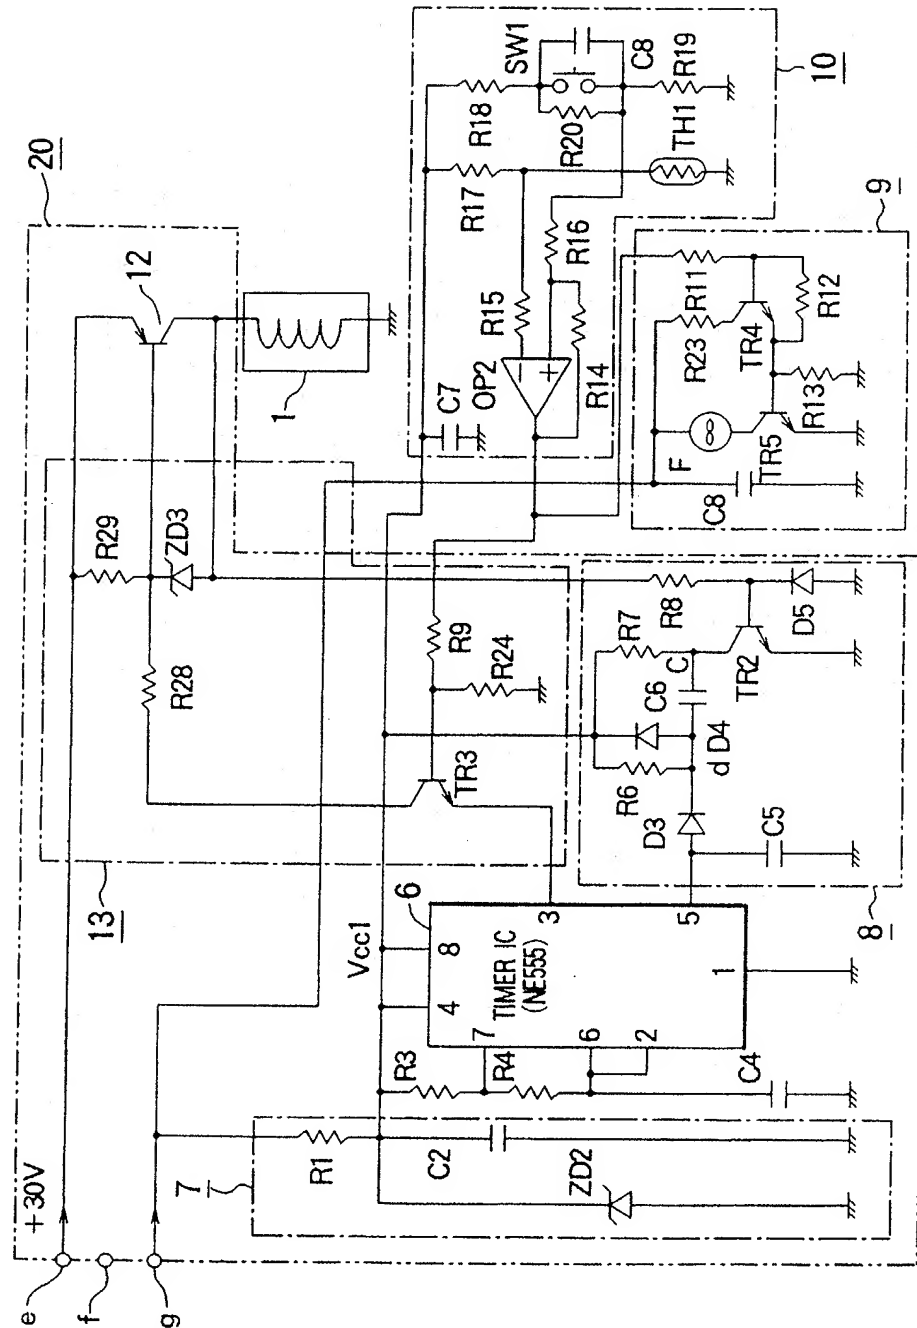 e
f
g
+30V
20
12
1
13
R29
ZD3
R28
R9
R24
TR3
Vcc1
6
8
4
3
5
7
6
2
1
TIMER IC
(NE555)
R3
R4
C4
7
R1
C2
ZD2
8
R7
R8
C
C6
D5
TR2
R6
d
D4
D3
C5
C7
OP2
R15
R14
R16
R17
R18
SW1
C8
R20
R19
TH1
10
9
R23
R11
TR4
R12
R13
F
TR5
C8